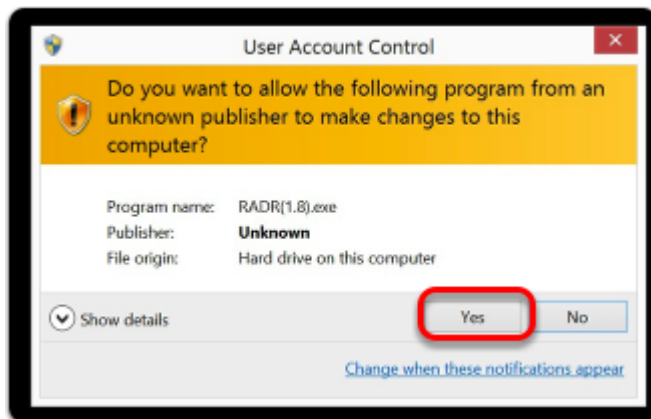 User Account Control
Do you want to allow the following program from an
unknown publisher to make changes to this
computer?
Program name: RADR(1.8).exe
Publisher: Unknown
File origin: Hard drive on this computer
Show details Yes No
Change when these notifications appear